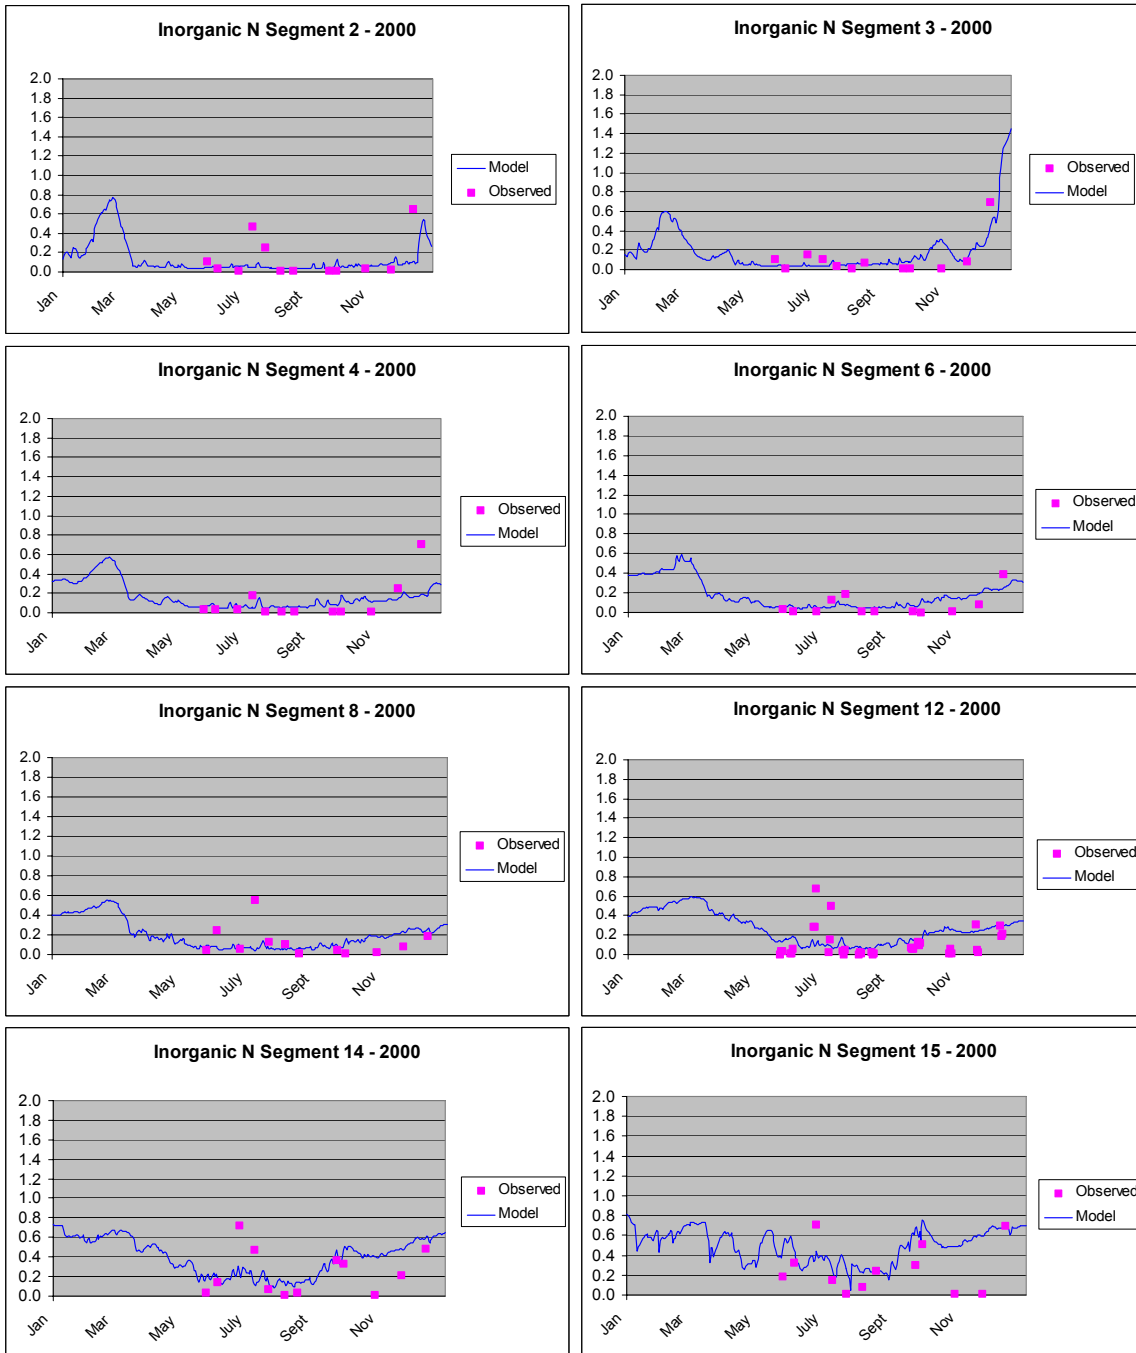 Inorganic N Segment 2 - 2000
2.0
1.8
1.6
1.4
1.2
1.0
0.8
0.6
0.4
0.2
0.0
Jan
Mar
May
July
Sept
Nov
Model
Observed
Inorganic N Segment 3 - 2000
2.0
1.8
1.6
1.4
1.2
1.0
0.8
0.6
0.4
0.2
0.0
Jan
Mar
May
July
Sept
Nov
Observed
Model
Inorganic N Segment 4 - 2000
2.0
1.8
1.6
1.4
1.2
1.0
0.8
0.6
0.4
0.2
0.0
Jan
Mar
May
July
Sept
Nov
Observed
Model
Inorganic N Segment 6 - 2000
2.0
1.8
1.6
1.4
1.2
1.0
0.8
0.6
0.4
0.2
0.0
Jan
Mar
May
July
Sept
Nov
Observed
Model
Inorganic N Segment 8 - 2000
2.0
1.8
1.6
1.4
1.2
1.0
0.8
0.6
0.4
0.2
0.0
Jan
Mar
May
July
Sept
Nov
Observed
Model
Inorganic N Segment 12 - 2000
2.0
1.8
1.6
1.4
1.2
1.0
0.8
0.6
0.4
0.2
0.0
Jan
Mar
May
July
Sept
Nov
Observed
Model
Inorganic N Segment 14 - 2000
2.0
1.8
1.6
1.4
1.2
1.0
0.8
0.6
0.4
0.2
0.0
Jan
Mar
May
July
Sept
Nov
Observed
Model
Inorganic N Segment 15 - 2000
2.0
1.8
1.6
1.4
1.2
1.0
0.8
0.6
0.4
0.2
0.0
Jan
Mar
May
July
Sept
Nov
Observed
Model